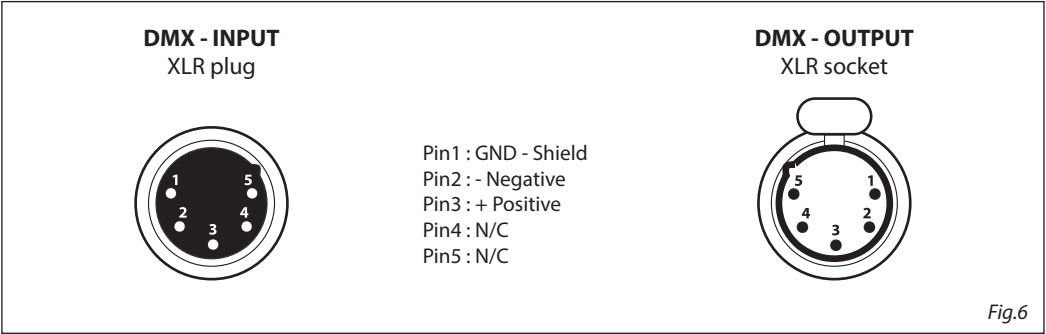 DMX - INPUT
XLR plug
DMX - OUTPUT
XLR socket
1 5
2 4
3
Pin1 : GND - Shield
Pin2 : - Negative
Pin3 : + Positive
Pin4 : N/C
Pin5 : N/C
5 1
4 2
3
Fig.6